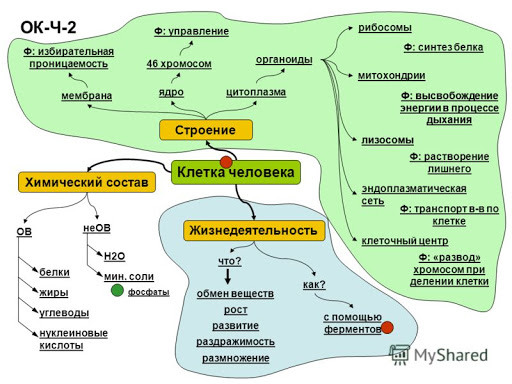 ОК-Ч-2
Ф: управление
Ф: избирательная
проницаемость
46 хромосом
мембрана
ядро
цитоплазма
органоиды
рибосомы
Ф: синтез белка
митохондрии
Ф: высвобождение
энергии в процессе
дыхания
лизосомы
Ф: растворение
лишнего
эндоплазматическая
сеть
Ф: транспорт в-в по
клетке
клеточный центр
Ф: «развод»
хромосом при
делении клетки
Строение
Клетка человека
Химический состав
ОВ
неОВ
белки
жиры
углеводы
нуклеиновые
кислоты
Н2О
мин. соли
фосфаты
Жизнедеятельность
что?
обмен веществ
рост
развитие
раздражимость
размножение
как?
с помощью
ферментов
MyShared